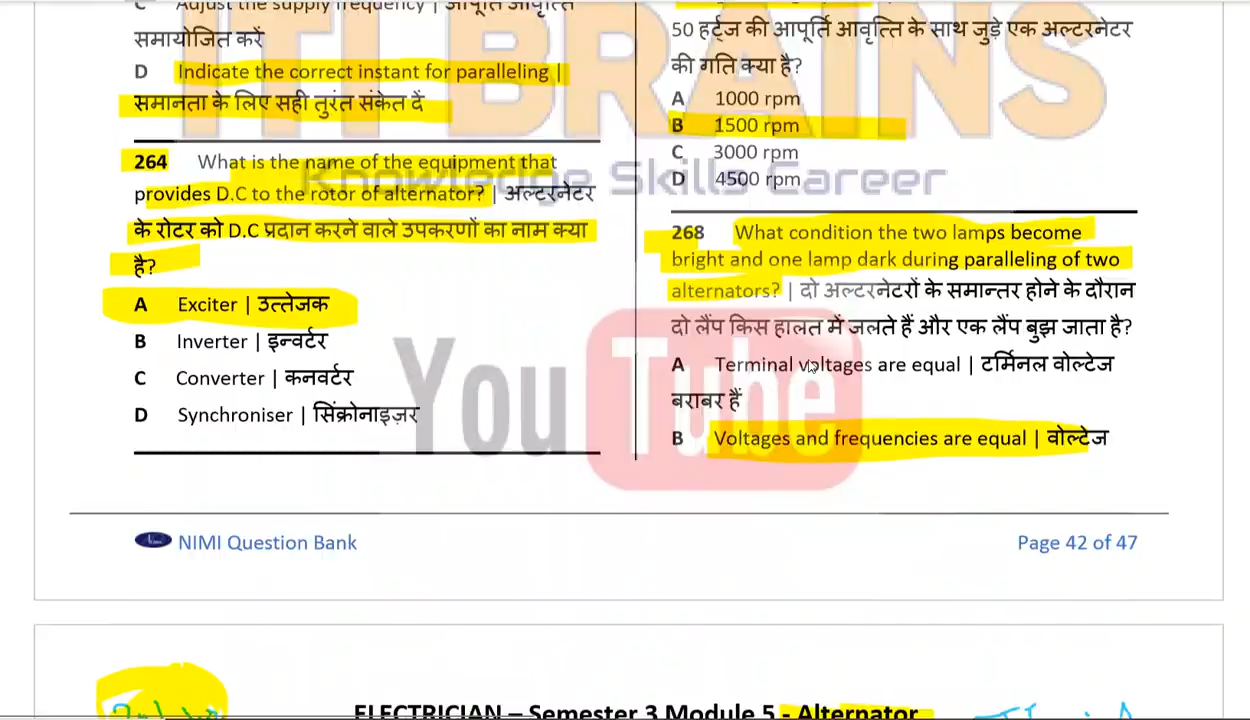 C Adjust the supply frequency | आपूर्ति आवृत्ति
समायोजित करें
D Indicate the correct instant for paralleling |
समानता के लिए सही तुरंत संकेत दें
264 What is the name of the equipment that
provides D.C to the rotor of alternator? | अल्टरनेटर
के रोटर को D.C प्रदान करने वाले उपकरणों का नाम क्या
है?
A Exciter | उत्तेजक
B Inverter | इन्वर्टर
C Converter | कनवर्टर
D Synchroniser | सिंक्रोनाइज़र
50 हर्ट्ज की आपूर्ति आवृत्ति के साथ जुड़े एक अल्टरनेटर
की गति क्या है?
A 1000 rpm
B 1500 rpm
C 3000 rpm
D 4500 rpm
268 What condition the two lamps become
bright and one lamp dark during paralleling of two
alternators? | दो अल्टरनेटरों के समान्तर होने के दौरान
दो लैंप किस हालत में जलते हैं और एक लैंप बुझ जाता है?
A Terminal voltages are equal | टर्मिनल वोल्टेज
बराबर हैं
B Voltages and frequencies are equal | वोल्टेज
ITI BRAINS
Knowledge Skills Career
YouTube
NIMI Question Bank
Page 42 of 47
ELECTRICIAN – Semester 3 Module 5 - Alternator